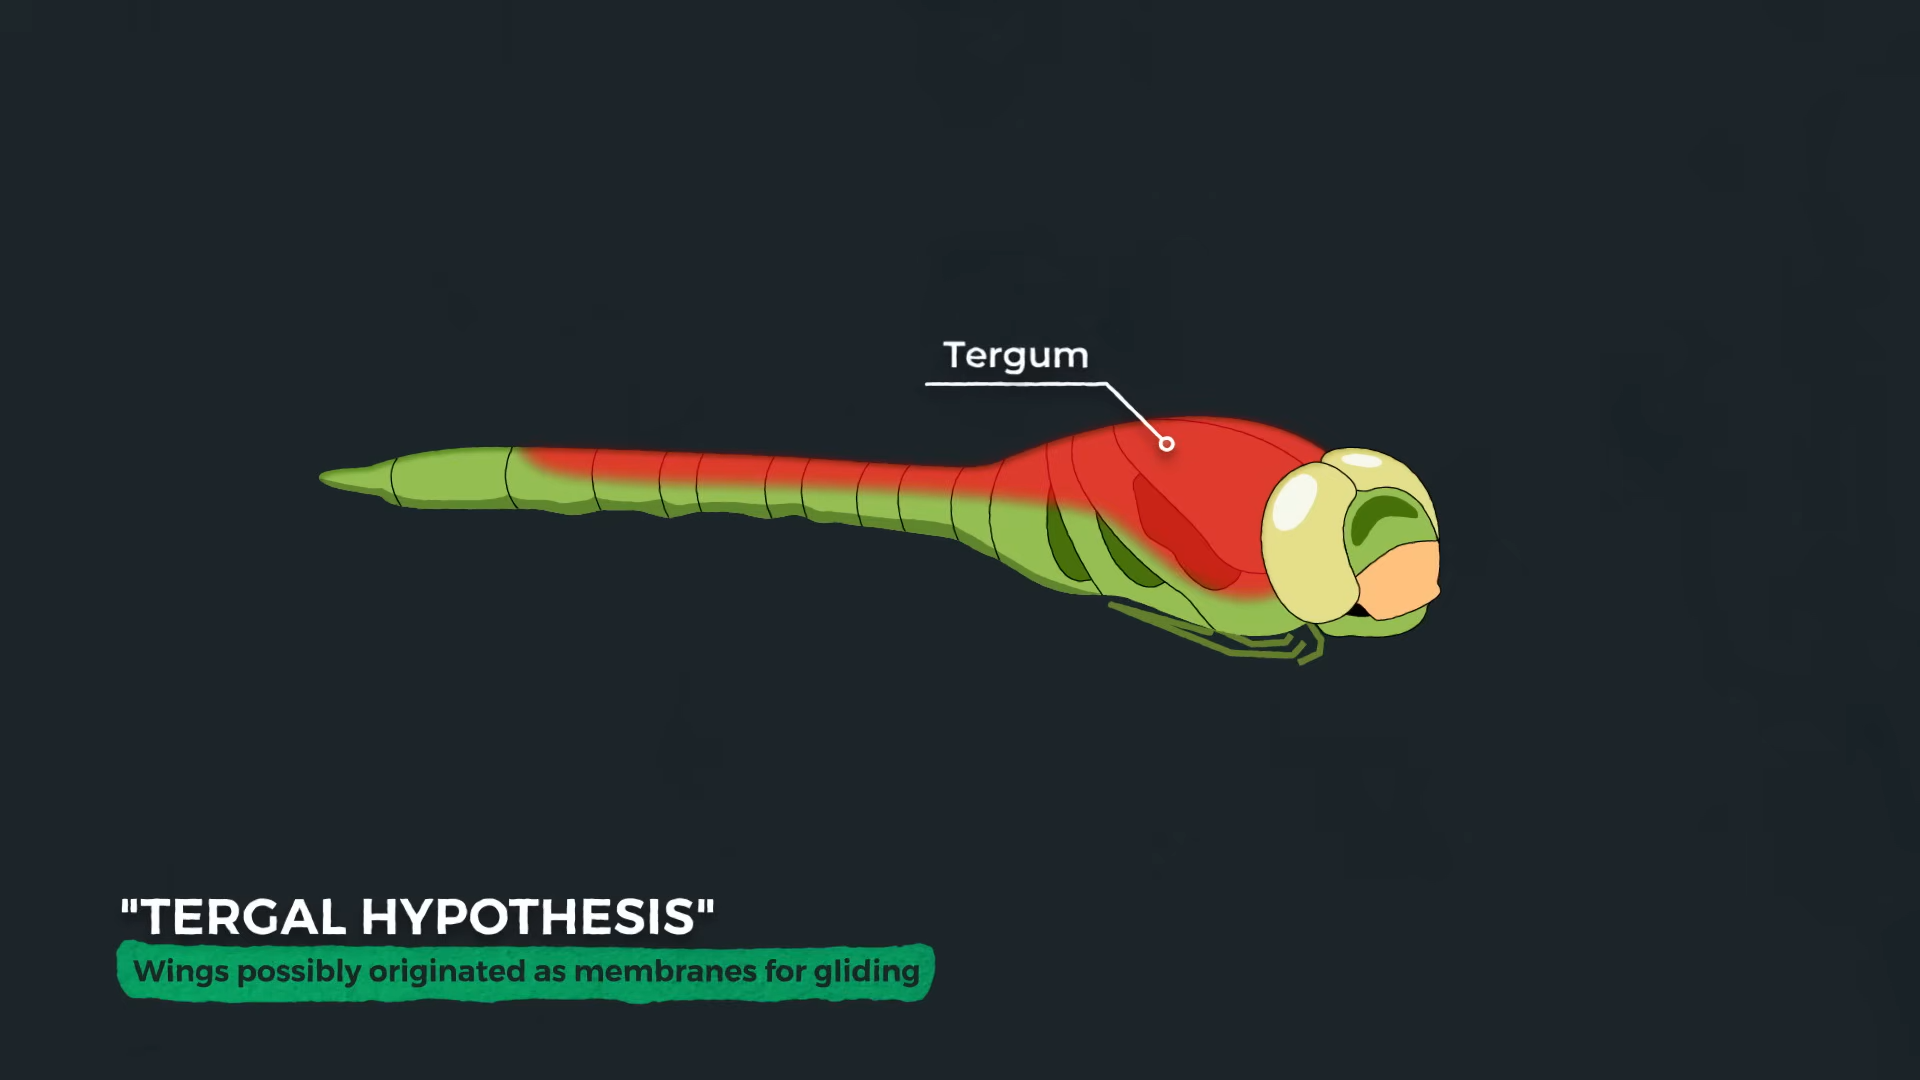 Tergum
"TERGAL HYPOTHESIS"
Wings possibly originated as membranes for gliding